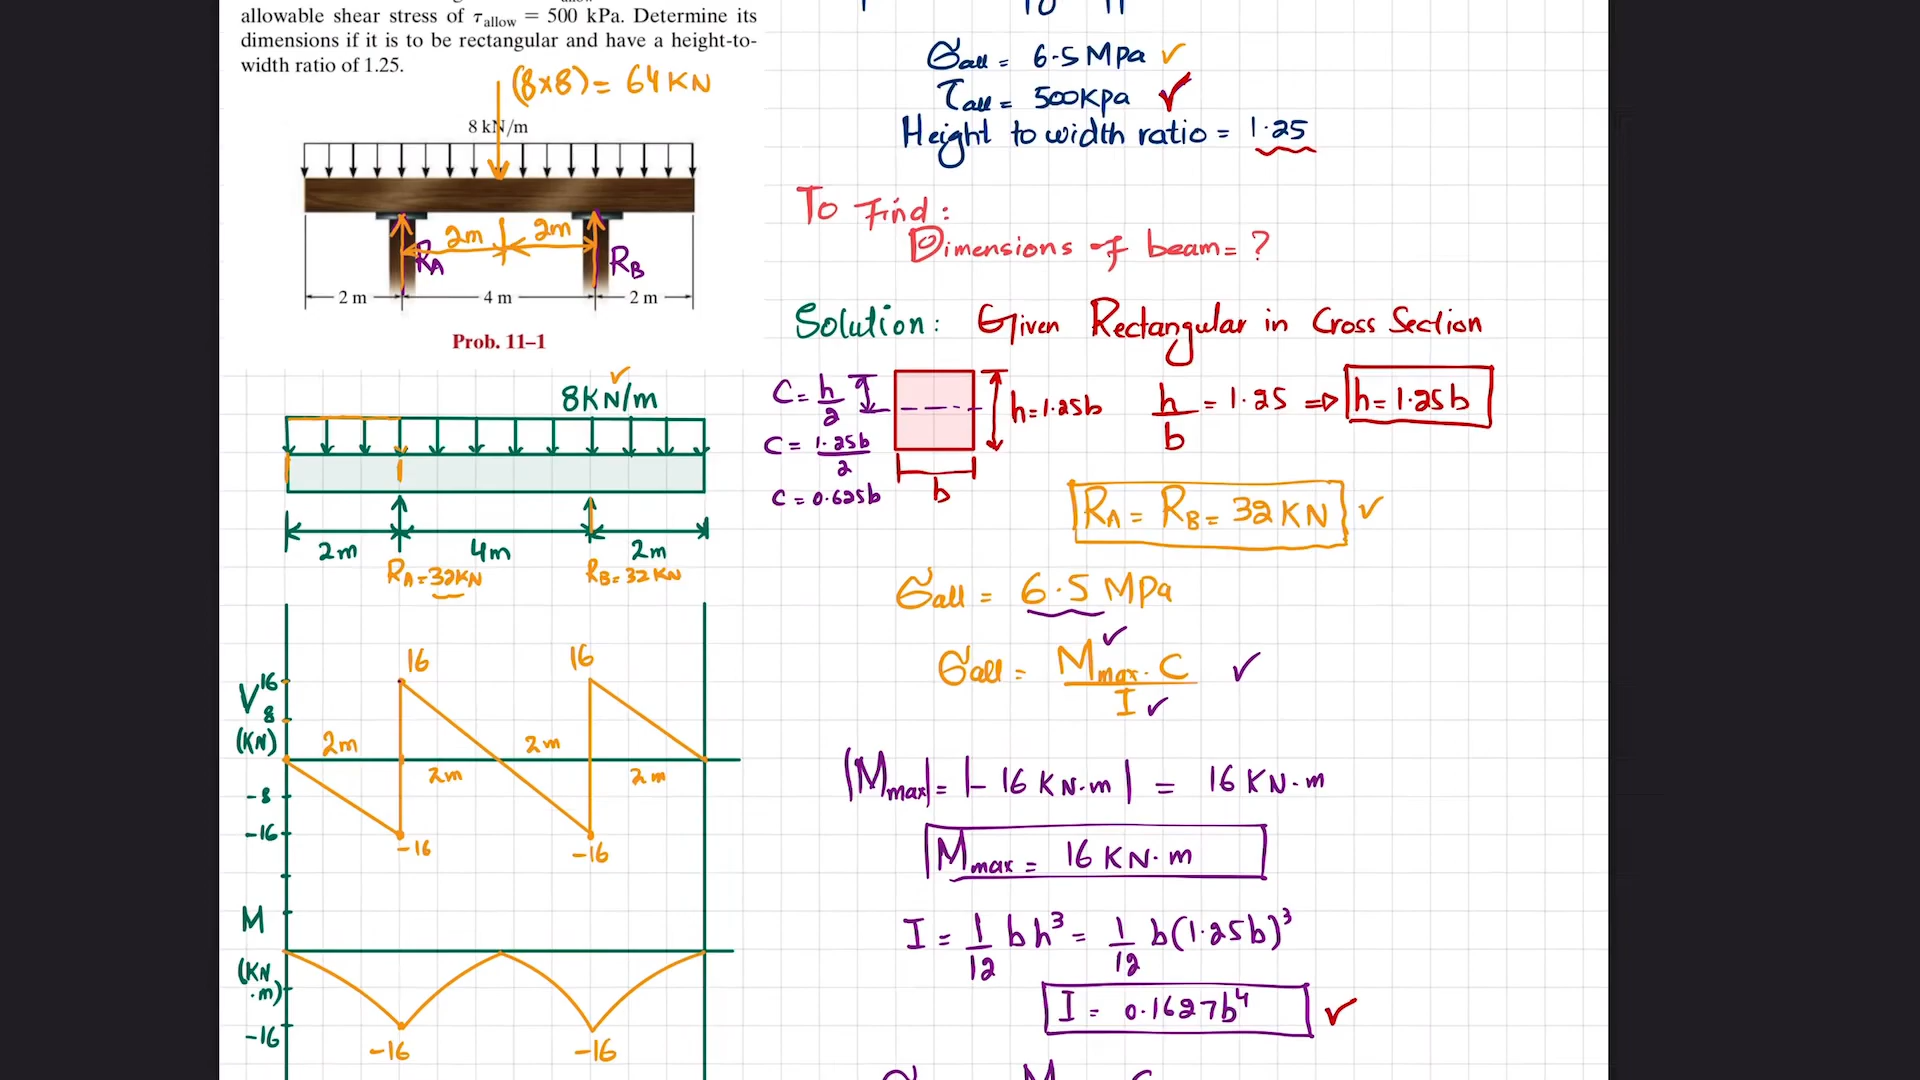 allowable shear stress of τallow = 500 kPa. Determine its
dimensions if it is to be rectangular and have a height-to-
width ratio of 1.25.
(8x8) = 64 KN
8 kN/m
2m 2m
RA RB
2 m 4 m 2 m
Prob. 11–1
8KN/m
2m 4m 2m
RA = 32KN RB = 32 KN
16 16
V 16
8
(KN) 2m 2m
2m 2m
-8
-16
-16 -16
M
(KN
.m)
-16
-16 -16
σall = 6.5 MPa
τall = 500Kpa
Height to width ratio = 1.25
To Find:
Dimensions of beam = ?
Solution: Given Rectangular in Cross Section
C = h/2
C = 1.25b/2
C = 0.625b
h = 1.25b
b
h/b = 1.25 ⇒ h = 1.25b
RA = RB = 32 KN
σall = 6.5 MPa
σall = Mmax. C / I
|Mmax| = |- 16 KN.m| = 16 KN.m
Mmax = 16 KN.m
I = 1/12 bh³ = 1/12 b(1.25b)³
I = 0.1627b⁴